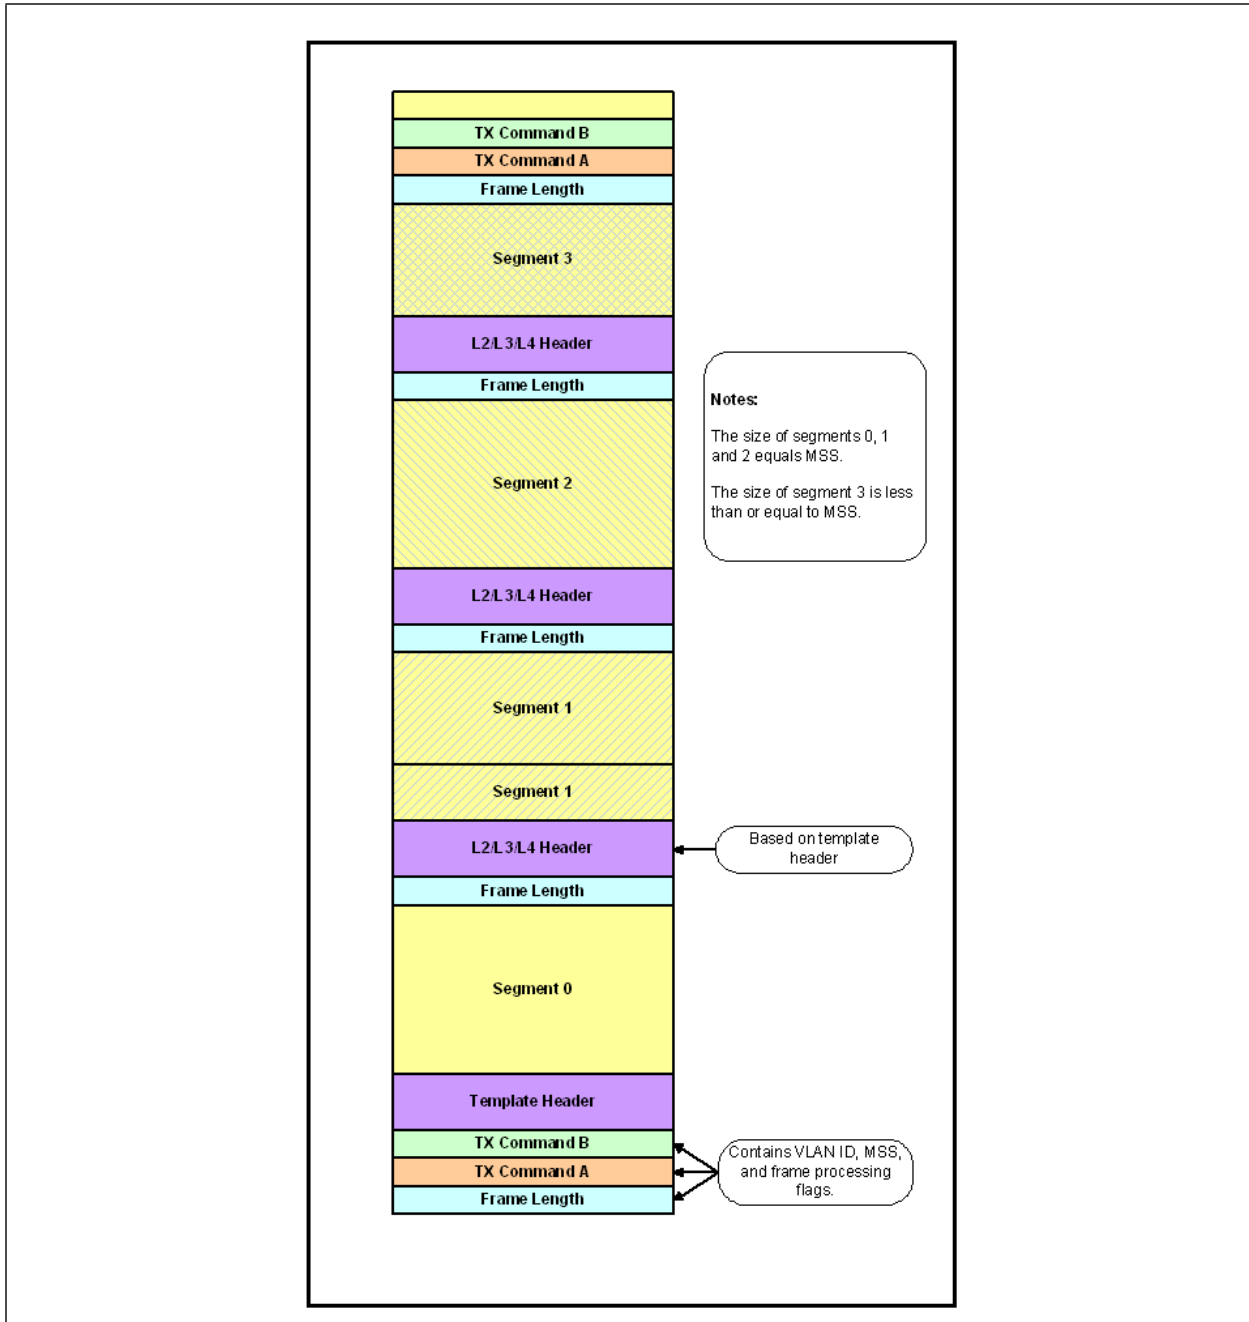 TX Command B
TX Command A
Frame Length
Segment 3
L2/L3/L4 Header
Frame Length
Segment 2
L2/L3/L4 Header
Frame Length
Segment 1
Segment 1
L2/L3/L4 Header
Frame Length
Segment 0
Template Header
TX Command B
TX Command A
Frame Length
Notes:
The size of segments 0, 1
and 2 equals MSS.
The size of segment 3 is less
than or equal to MSS.
Based on template
header
Contains VLAN ID, MSS,
and frame processing
flags.